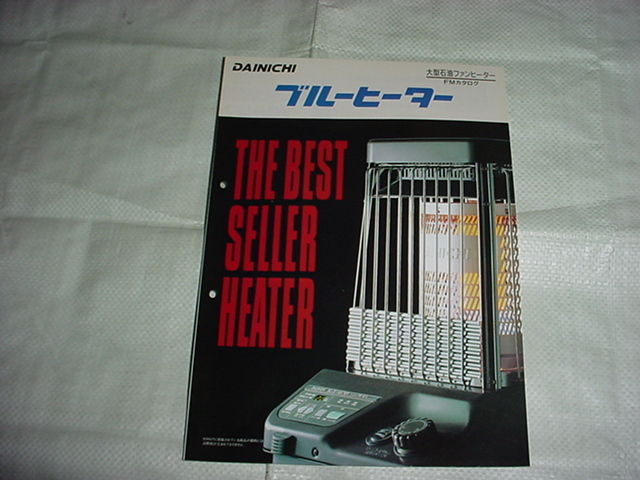 DAINICHI
大型石油ファンヒーター
FMカタログ
ブルーヒーター
THE BEST
SELLER
HEATER